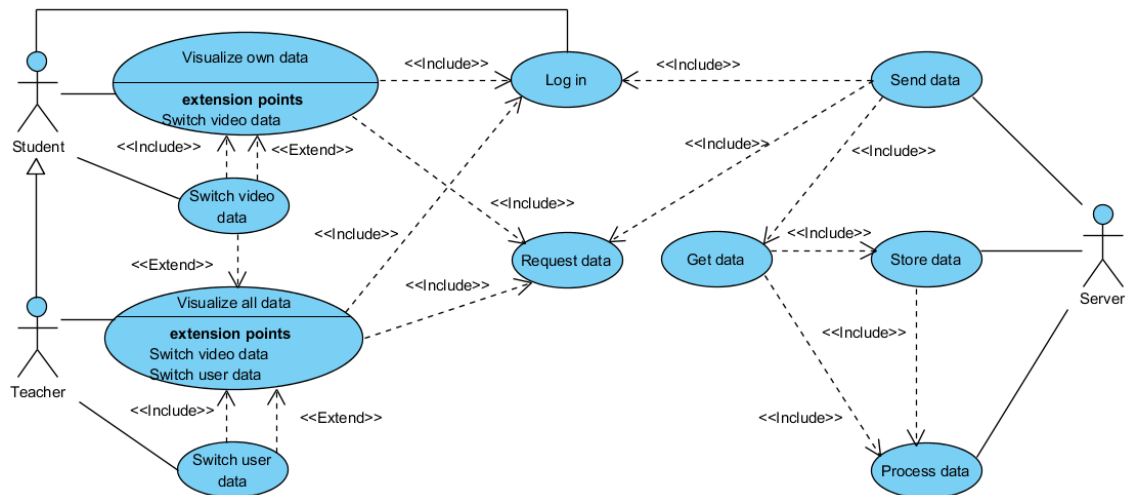 Visualize own data
extension points
Switch video data
<<Include>>
Log in
<<Include>>
Send data
Student
<<Include>>
<<Extend>>
<<Include>>
Switch video
data
<<Include>>
<<Include>>
<<Include>>
Request data
Get data
<<Include>>
Store data
<<Extend>>
<<Include>>
Server
Visualize all data
extension points
Switch video data
Switch user data
<<Include>>
Teacher
<<Include>>
<<Extend>>
<<Include>>
Switch user
data
Process data